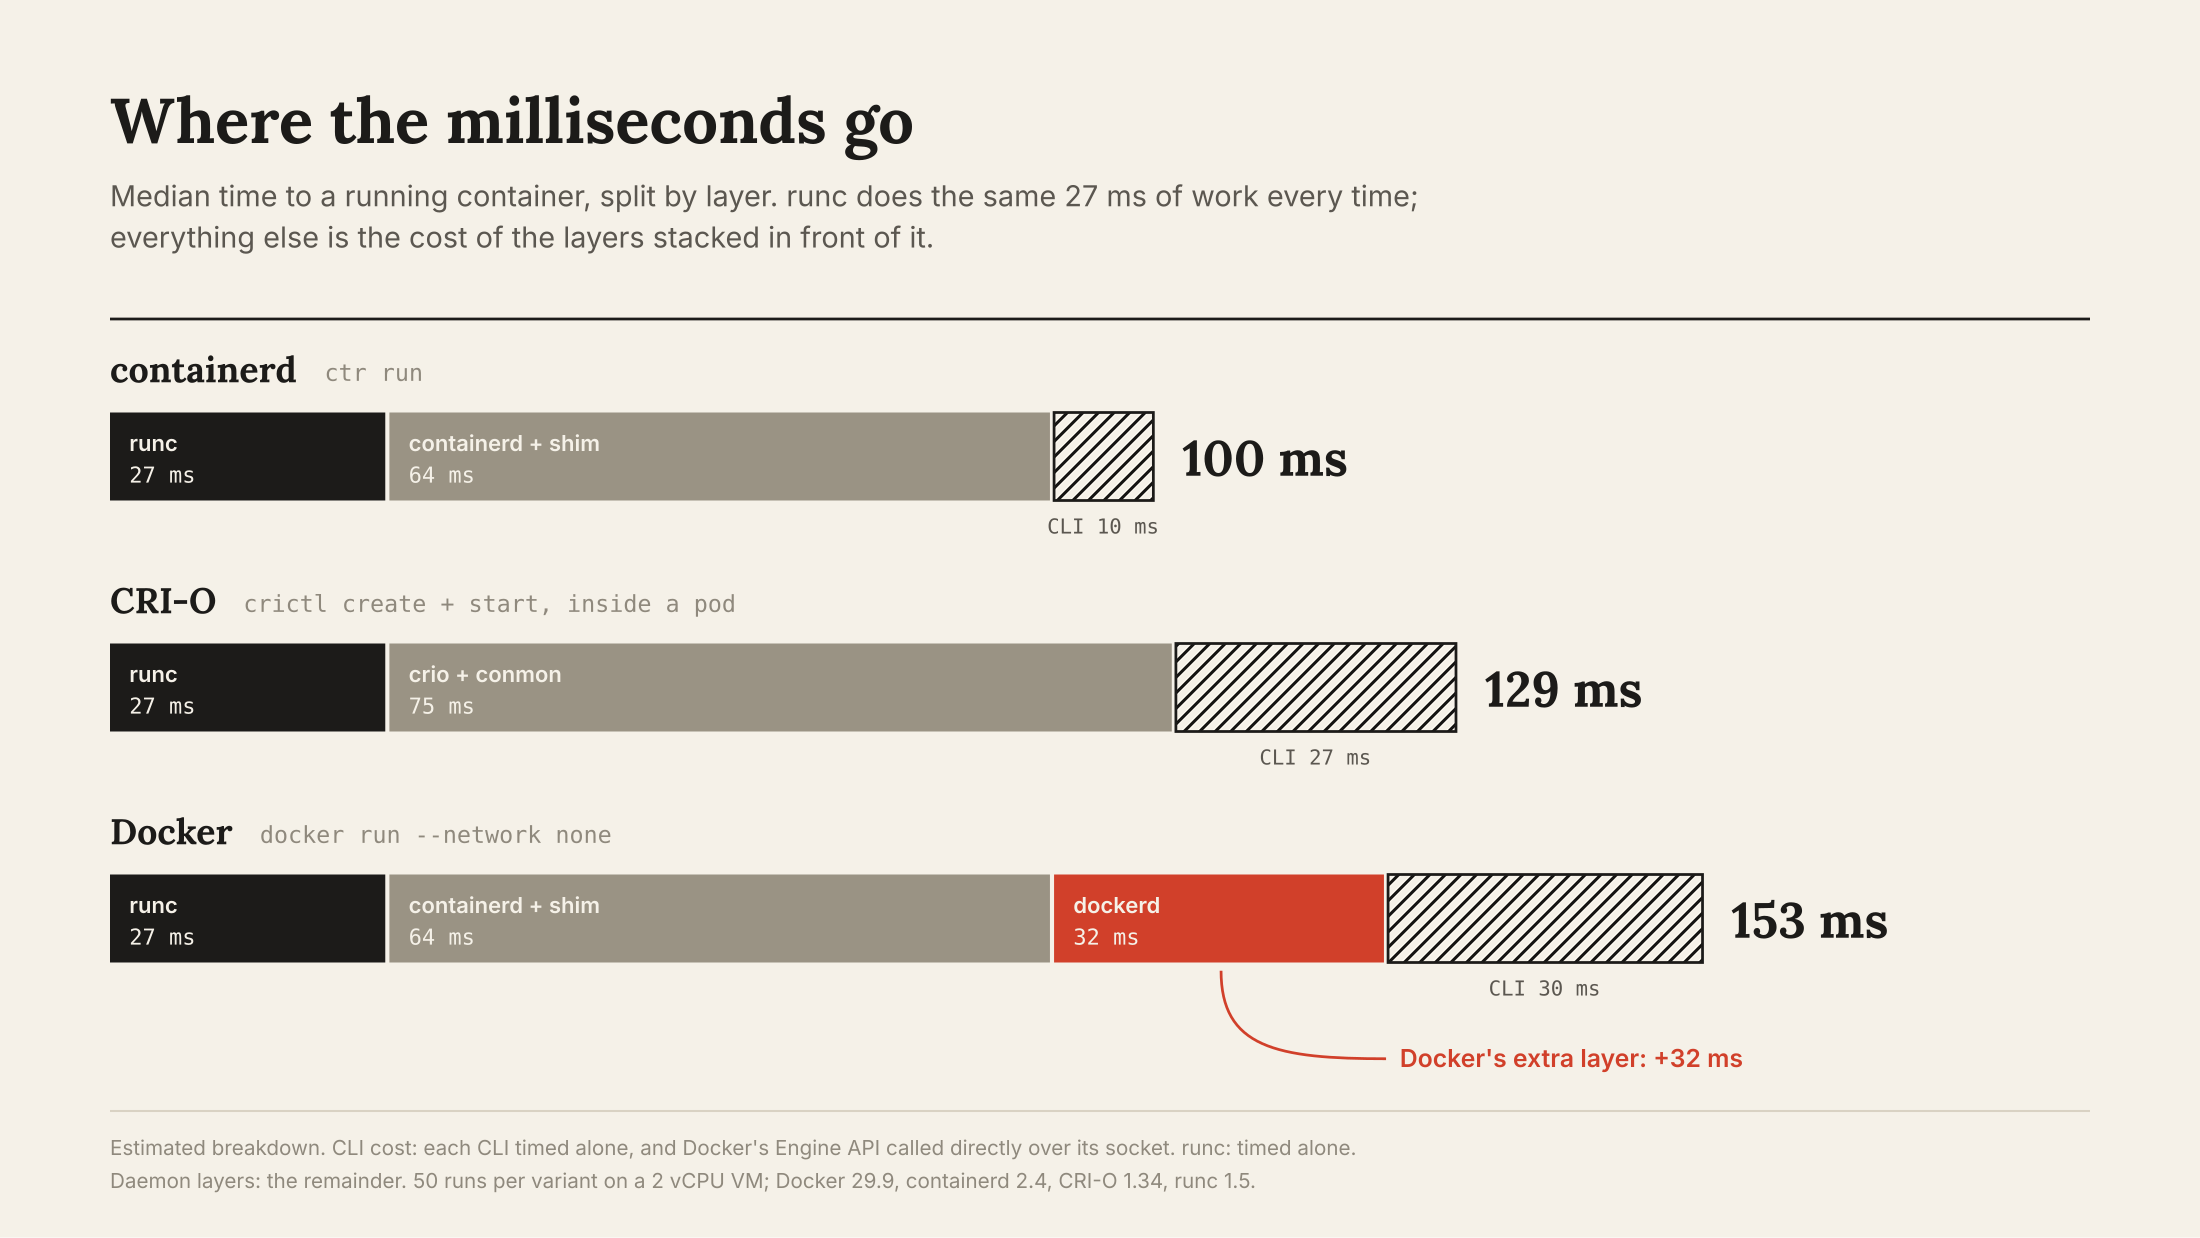 Where the milliseconds go
Median time to a running container, split by layer. runc does the same 27 ms of work every time;
everything else is the cost of the layers stacked in front of it.
containerd ctr run
runc
27 ms
containerd + shim
64 ms
100 ms
CLI 10 ms
CRI-O crictl create + start, inside a pod
runc
27 ms
crio + conmon
75 ms
129 ms
CLI 27 ms
Docker docker run --network none
runc
27 ms
containerd + shim
64 ms
dockerd
32 ms
153 ms
CLI 30 ms
Docker's extra layer: +32 ms
Estimated breakdown. CLI cost: each CLI timed alone, and Docker's Engine API called directly over its socket. runc: timed alone.
Daemon layers: the remainder. 50 runs per variant on a 2 vCPU VM; Docker 29.9, containerd 2.4, CRI-O 1.34, runc 1.5.